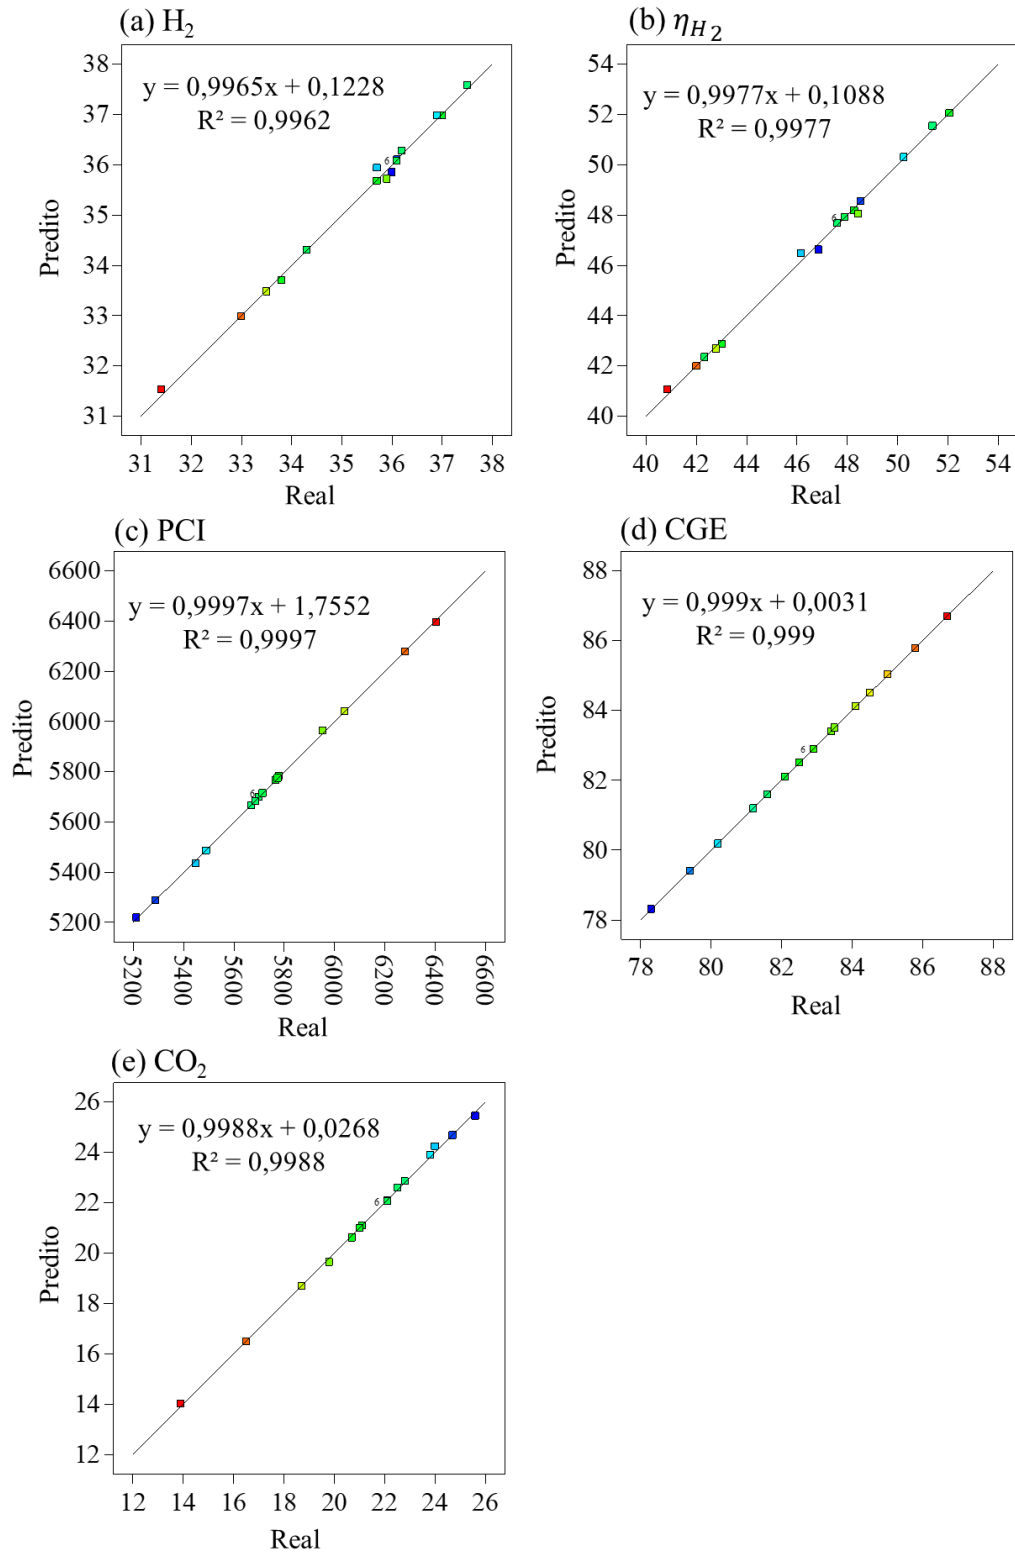 (a) H₂
y = 0,9965x + 0,1228
R² = 0,9962
38
37
36
35
34
33
32
31
6
Predito
31 32 33 34 35 36 37 38
Real
(b) η_H₂
y = 0,9977x + 0,1088
R² = 0,9977
54
52
50
48
46
44
42
40
6
Predito
40 42 44 46 48 50 52 54
Real
(c) PCI
y = 0,9997x + 1,7552
R² = 0,9997
6600
6400
6200
6000
5800
5600
5400
5200
6
Predito
5200 5400 5600 5800 6000 6200 6400 6600
Real
(d) CGE
y = 0,999x + 0,0031
R² = 0,999
88
86
84
82
80
78
6
Predito
78 80 82 84 86 88
Real
(e) CO₂
y = 0,9988x + 0,0268
R² = 0,9988
26
24
22
20
18
16
14
12
6
Predito
12 14 16 18 20 21 22 24 26
Real